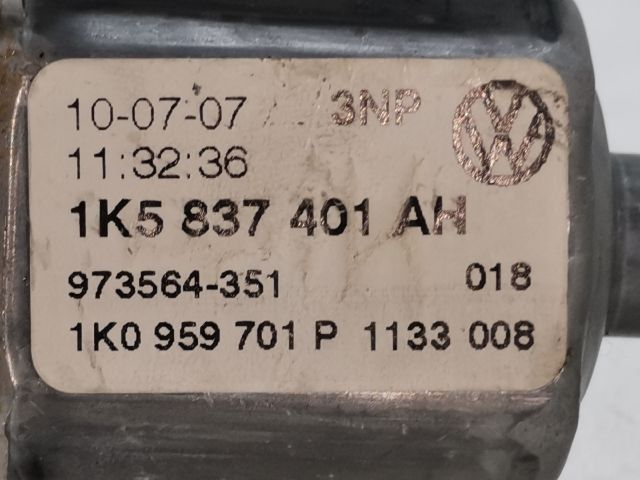 10-07-07 3NP
11:32:36
1K5 837 401 AH
973564-351 018
1K0 959 701 P 1133 008